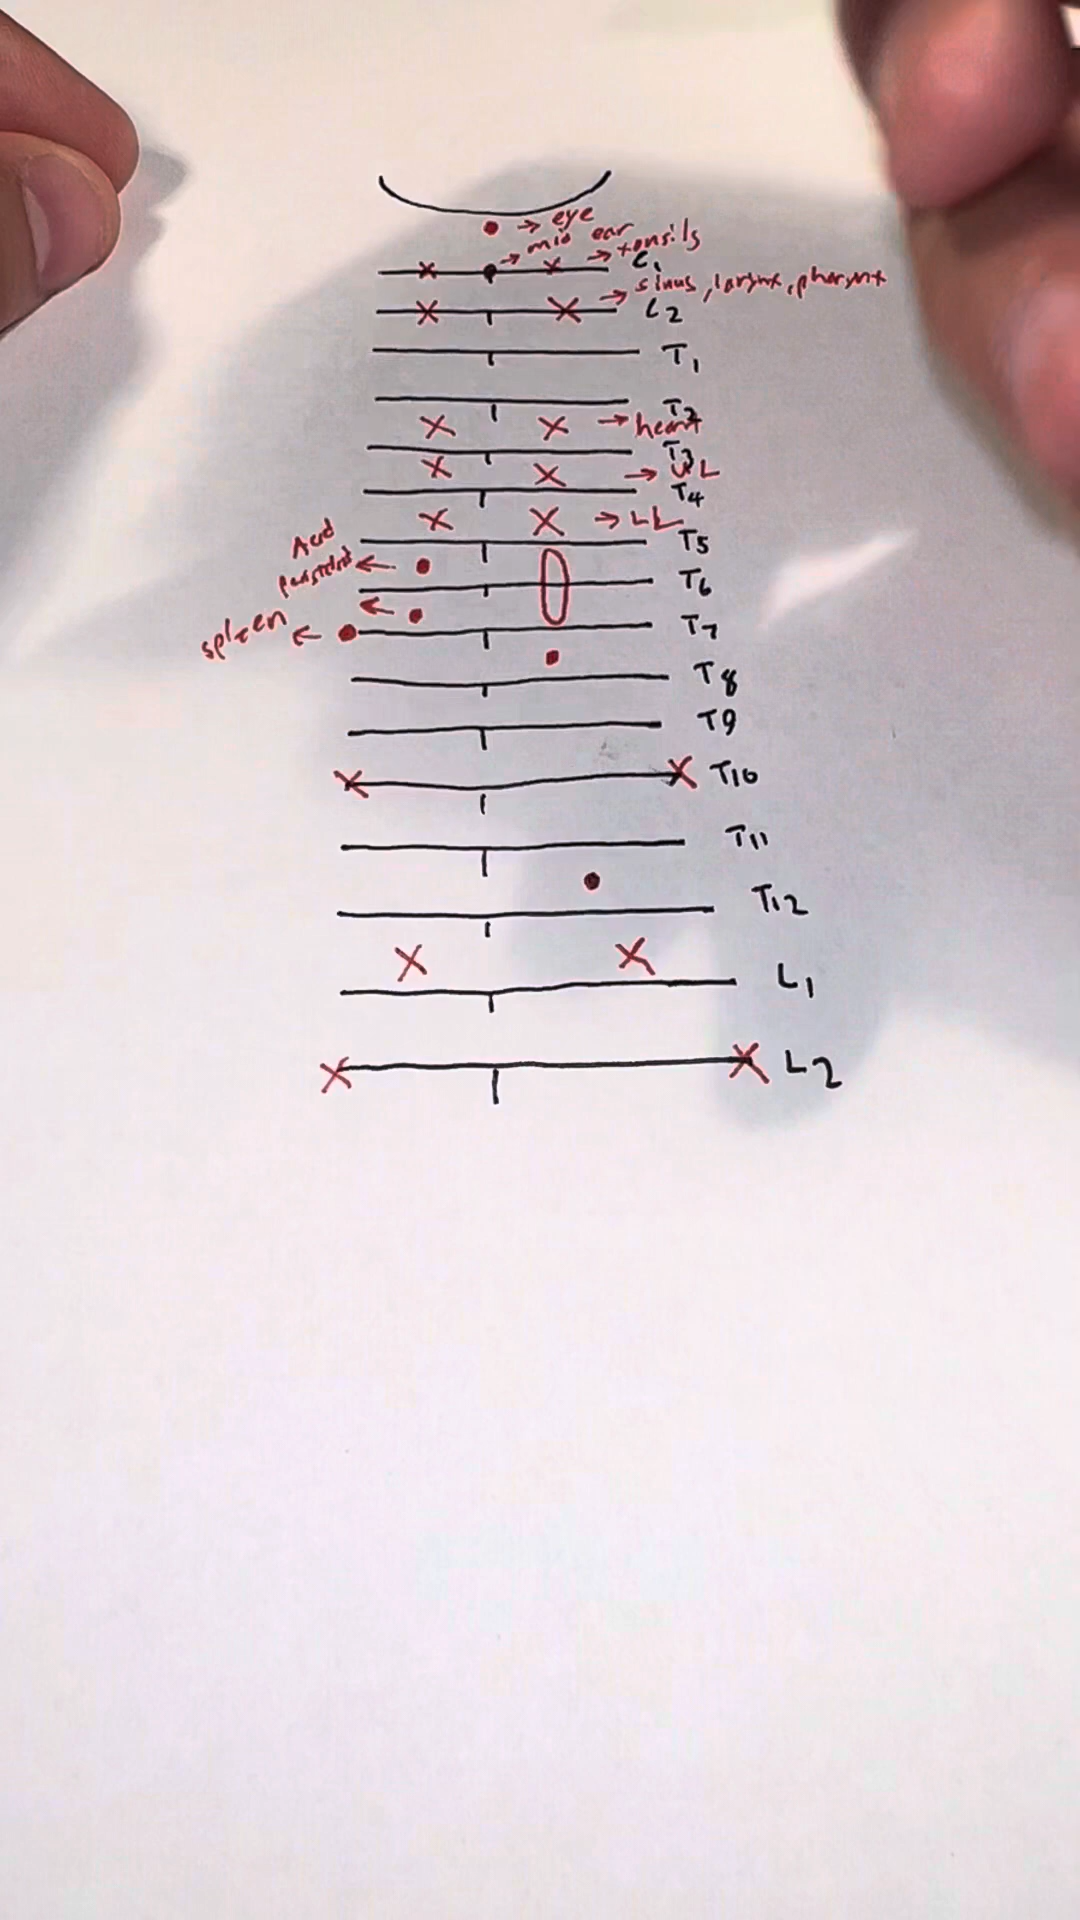 → eye
→ mid ear
→ tonsils
C1
→ sinus, larynx, pharynx
C2
T1
T2
→ heart
T3
→ UL
T4
→ LL
T5
Acid
←
T6
←
spleen ←
T7
T8
T9
T10
T11
T12
L1
L2